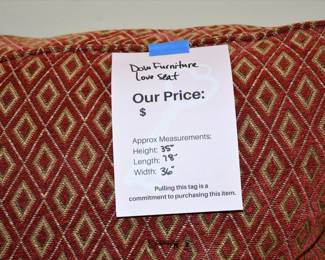 Dow Furniture
Love Seat
Our Price:
$
Approx Measurements:
Height: 35"
Length: 78"
Width: 36"
Pulling this tag is a
commitment to purchasing this item.